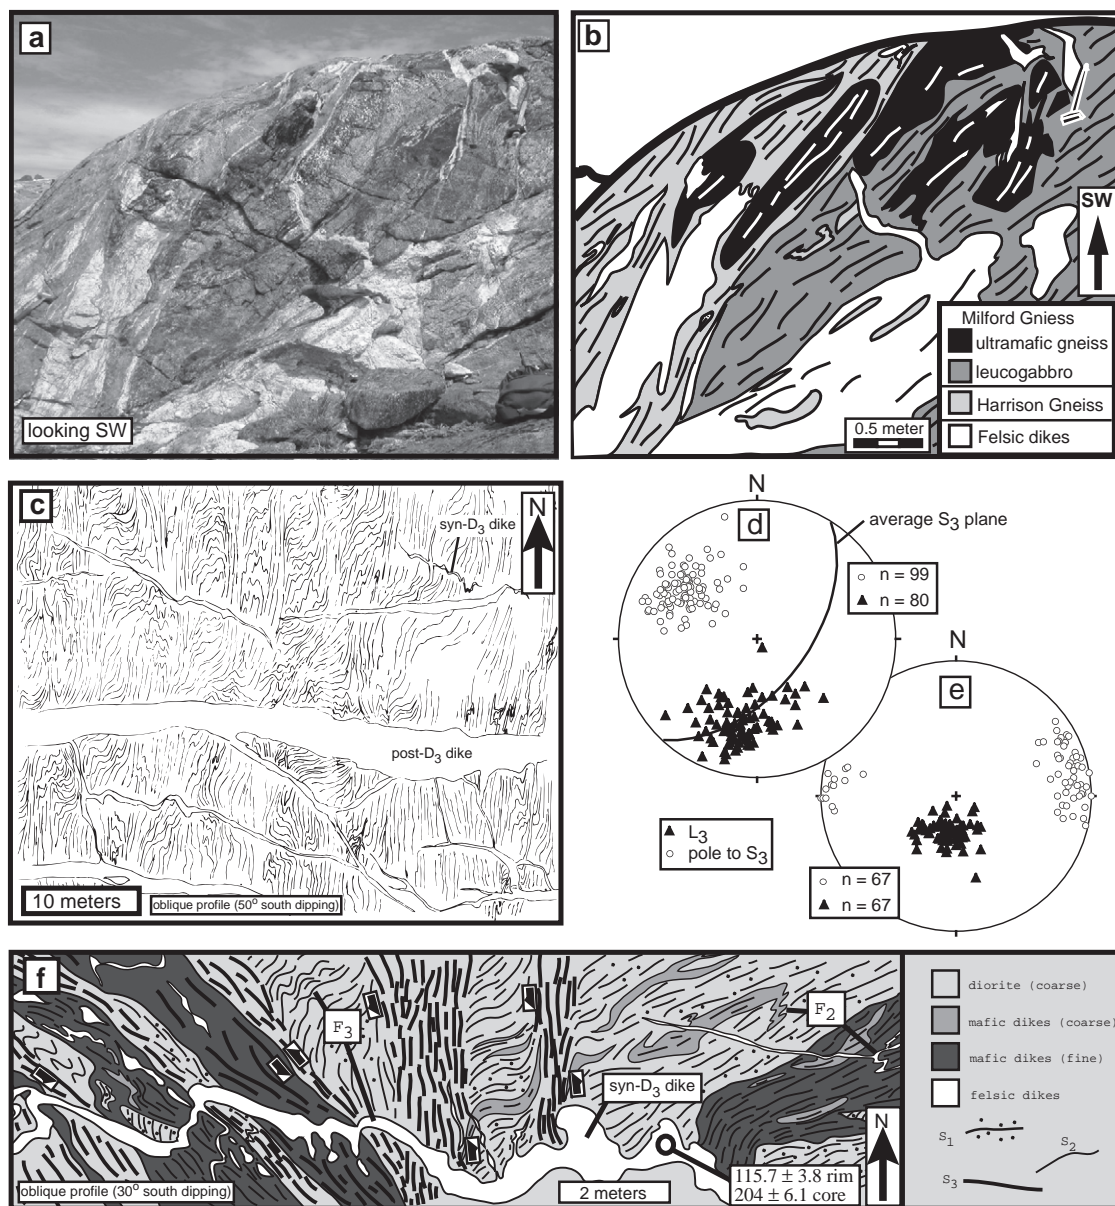 a
looking SW
b
SW
Milford Gniess
ultramafic gneiss
leucogabbro
Harrison Gneiss
Felsic dikes
0.5 meter
c
N
syn-D3 dike
post-D3 dike
10 meters
oblique profile (50o south dipping)
N
d
average S3 plane
n = 99
n = 80
N
e
L3
pole to S3
n = 67
n = 67
f
F3
F2
syn-D3 dike
N
115.7 ± 3.8 rim
204 ± 6.1 core
oblique profile (30o south dipping)
2 meters
diorite (coarse)
mafic dikes (coarse)
mafic dikes (fine)
felsic dikes
S1
S2
S3